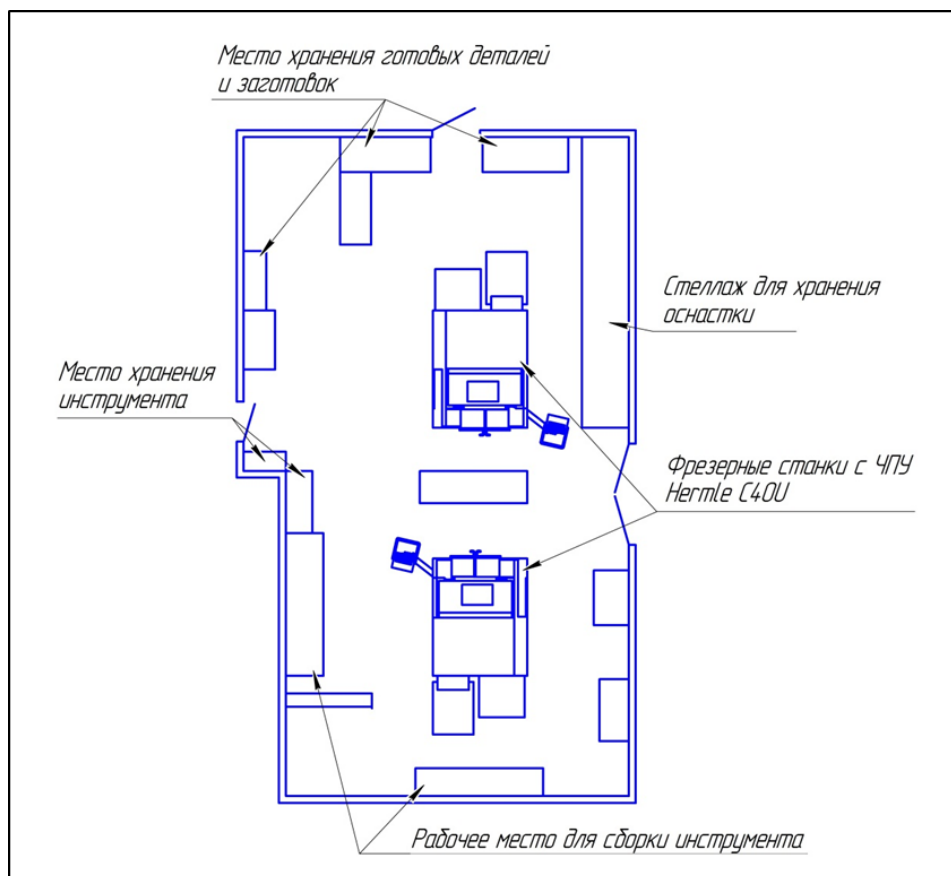 Место хранения готовых деталей
и заготовок
Стеллаж для хранения
оснастки
Место хранения
инструмента
Фрезерные станки с ЧПУ
Hermle C40U
Рабочее место для сборки инструмента